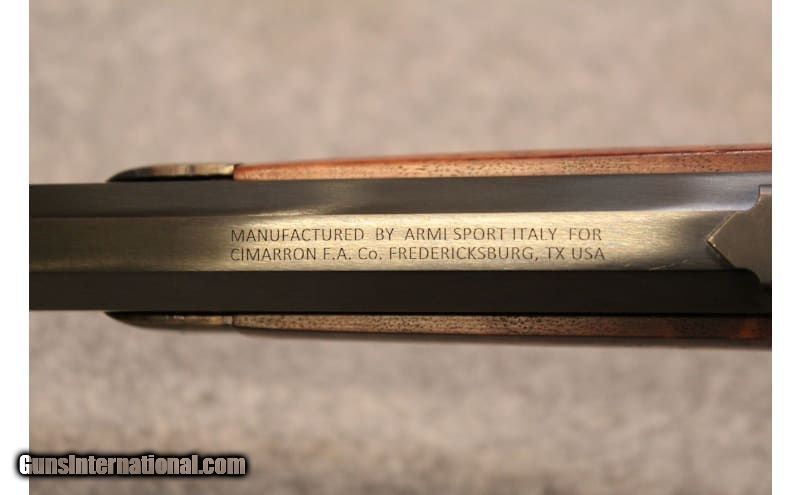 MANUFACTURED BY ARMI SPORT ITALY FOR
CIMARRON F.A. Co. FREDERICKSBURG, TX USA
GunsInternational.com